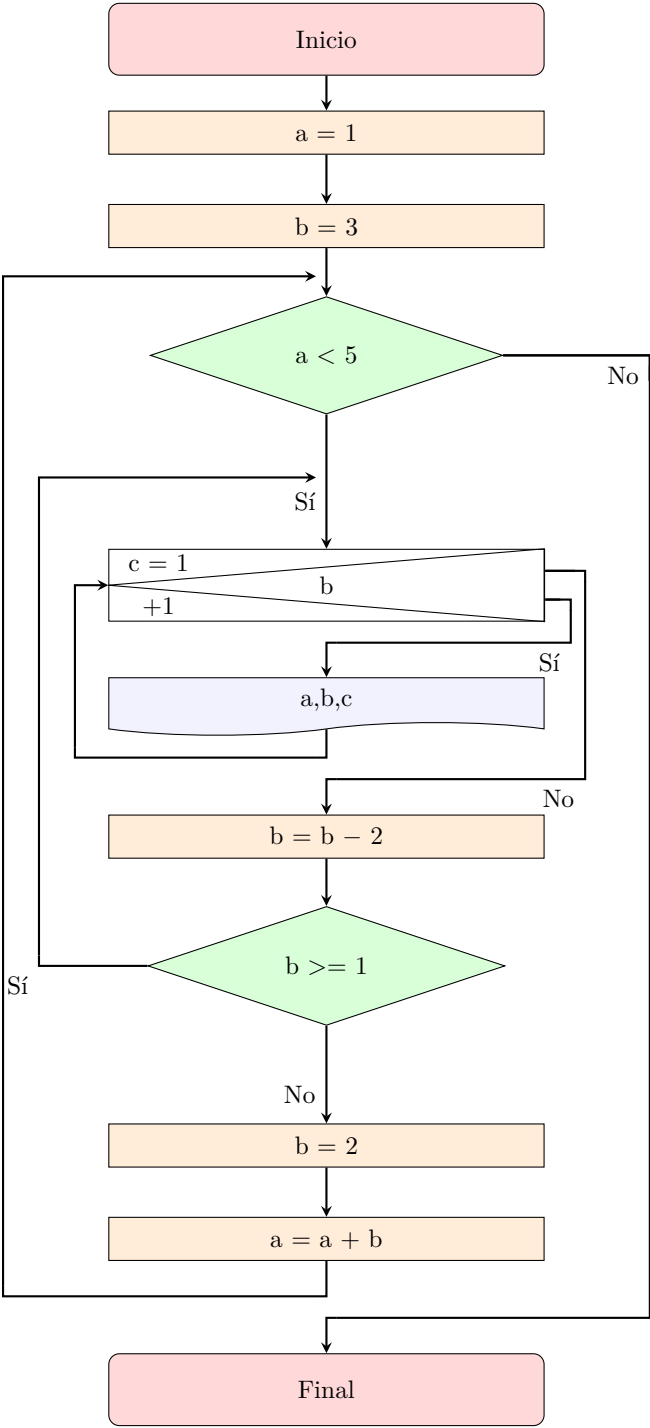 Inicio
a = 1
b = 3
a < 5
No
Sí
c = 1
b
+1
Sí
a,b,c
No
b = b − 2
b >= 1
Sí
No
b = 2
a = a + b
Final